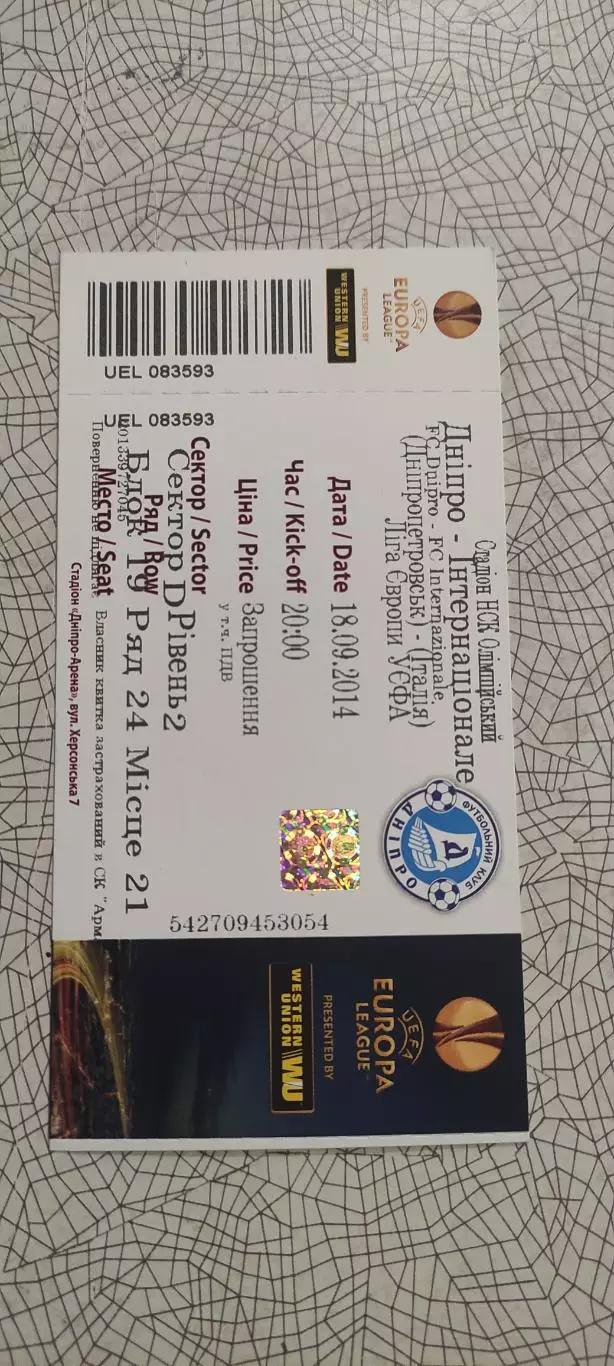 UEFA
EUROPA
LEAGUE™
PRESENTED BY
WESTERN
UNION WU
UEL 083593
UEL 083593
Стадіон НСК Олімпійський
Дніпро - Інтернаціонале
FC Dnipro - FC Internazionale
(Дніпропетровськ) - (Італія)
Ліга Європи УЄФА
Дата / Date 18.09.2014
Час / Kick-off 20:00
Ціна / Price Запрошення
у т.ч. ПДВ
Сектор / Sector
Сектор D Рівень 2
Ряд / Row
Блок 19 Ряд 24 Місце 21
Место / Seat
Власник квитка застрахований в СК "Арм
Стадіон «Дніпро-Арена», вул. Херсонська 7
ФУТБОЛЬНИЙ КЛУБ
ДНІПРО
542709453054
UEFA
EUROPA
LEAGUE™
PRESENTED BY
WESTERN
UNION WU